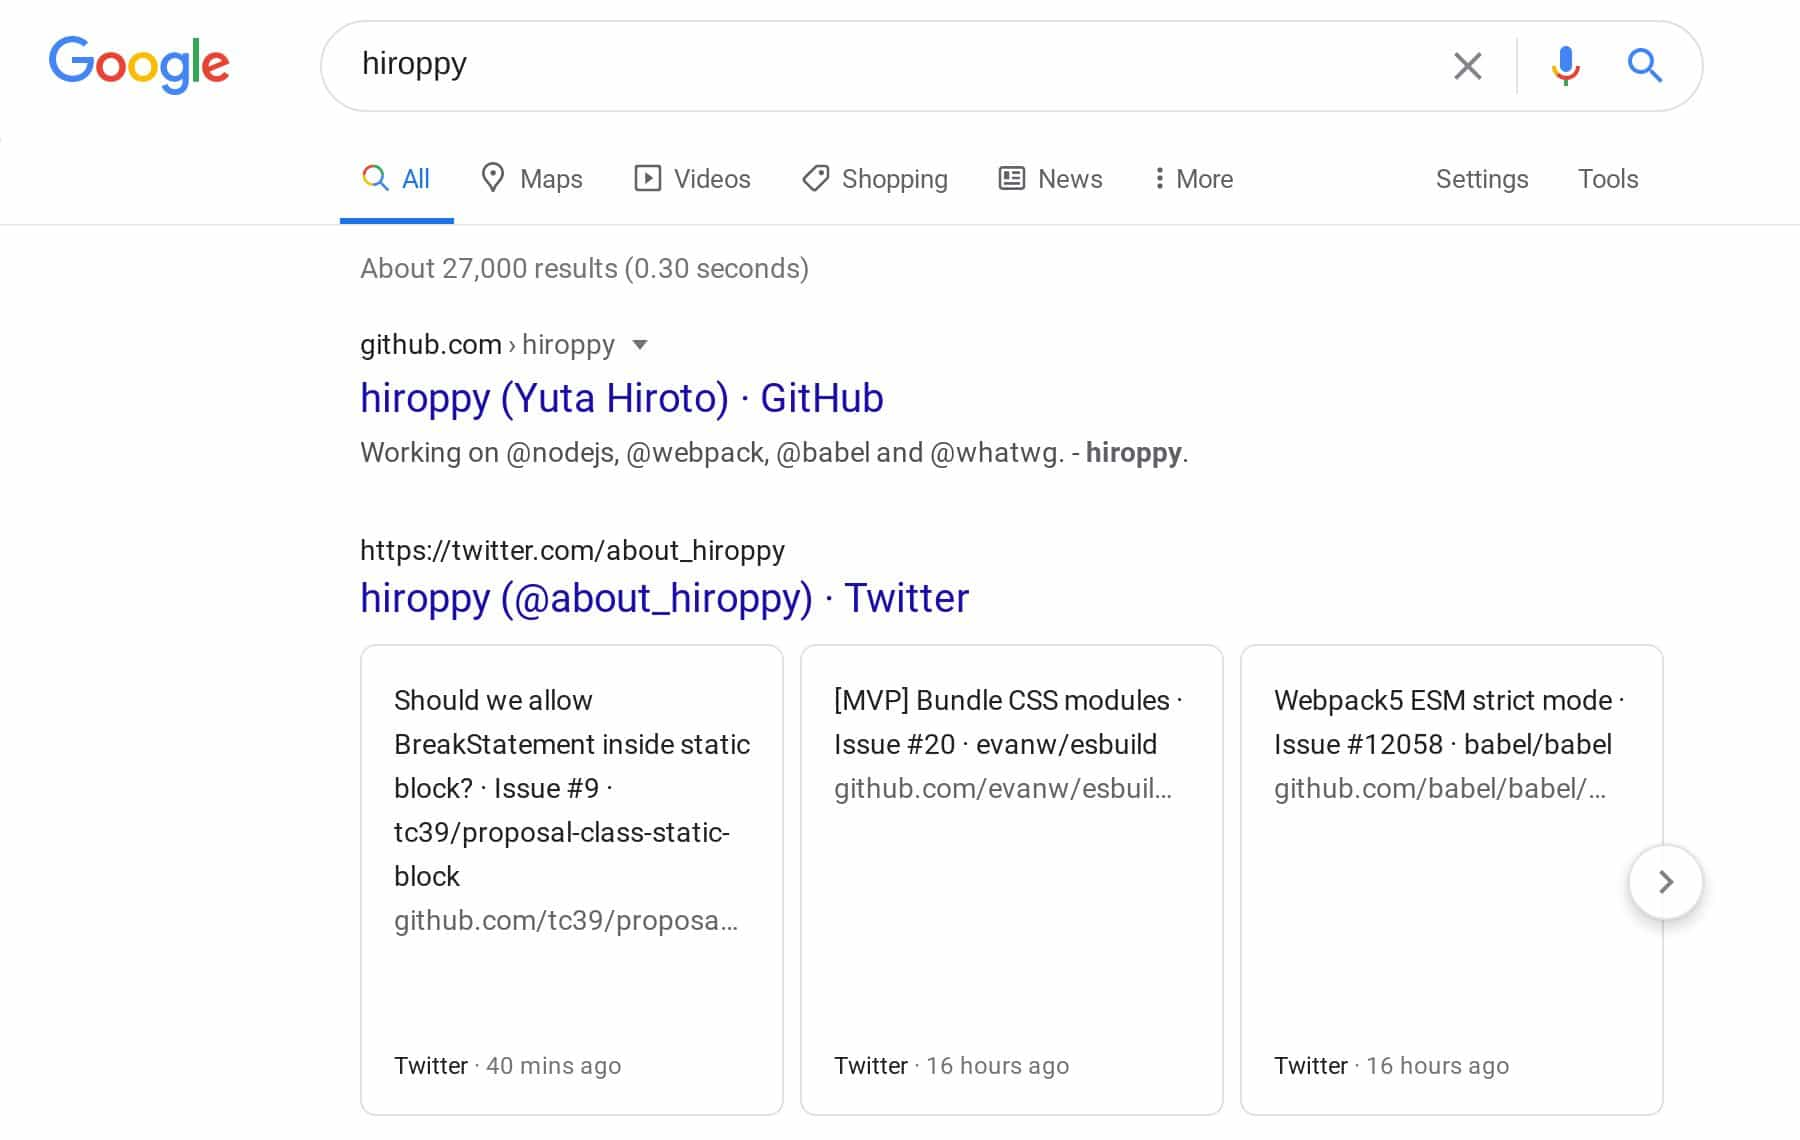 Google
hiroppy
All Maps Videos Shopping News More Settings Tools
About 27,000 results (0.30 seconds)
github.com › hiroppy
hiroppy (Yuta Hiroto) · GitHub
Working on @nodejs, @webpack, @babel and @whatwg. - hiroppy.
https://twitter.com/about_hiroppy
hiroppy (@about_hiroppy) · Twitter
Should we allow
BreakStatement inside static
block? · Issue #9 ·
tc39/proposal-class-static-
block
github.com/tc39/proposa...
Twitter · 40 mins ago
[MVP] Bundle CSS modules ·
Issue #20 · evanw/esbuild
github.com/evanw/esbuil...
Twitter · 16 hours ago
Webpack5 ESM strict mode ·
Issue #12058 · babel/babel
github.com/babel/babel/...
Twitter · 16 hours ago